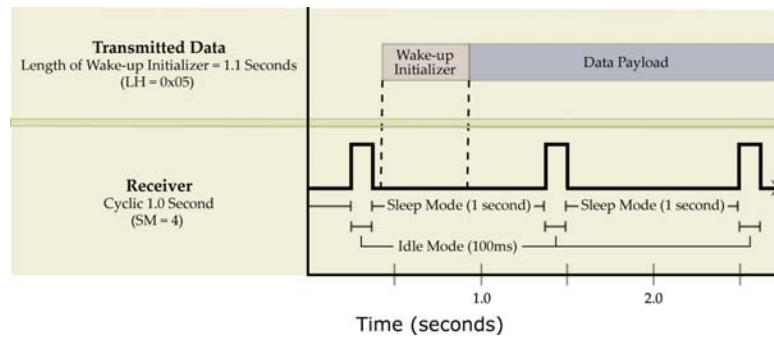 Transmitted Data
Length of Wake-up Initializer = 1.1 Seconds
(LH = 0x05)
Wake-up
Initializer
Data Payload
Receiver
Cyclic 1.0 Second
(SM = 4)
Sleep Mode (1 second)
Sleep Mode (1 second)
Idle Mode (100ms)
1.0
2.0
Time (seconds)